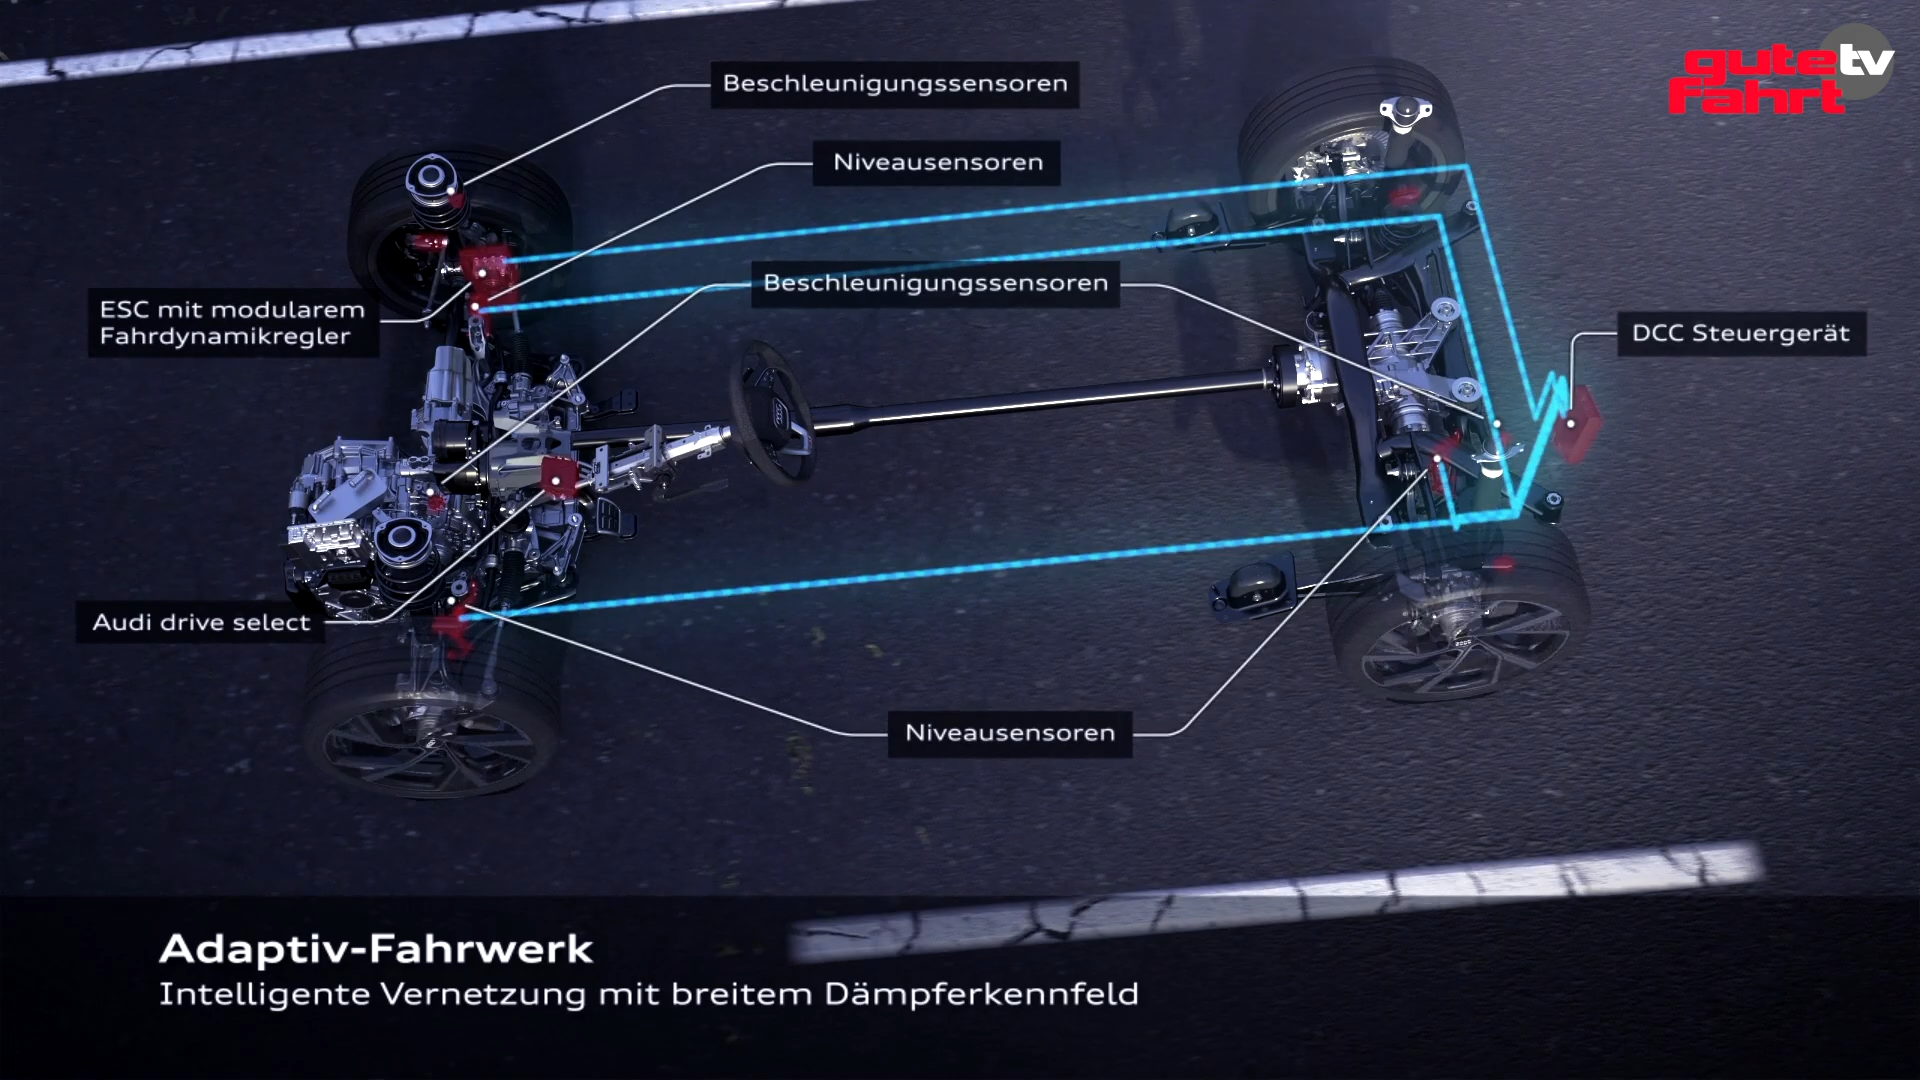 gute tv
fahrt
Beschleunigungssensoren
Niveausensoren
Beschleunigungssensoren
ESC mit modularem
Fahrdynamikregler
DCC Steuergerät
Audi drive select
Niveausensoren
Adaptiv-Fahrwerk
Intelligente Vernetzung mit breitem Dämpferkennfeld